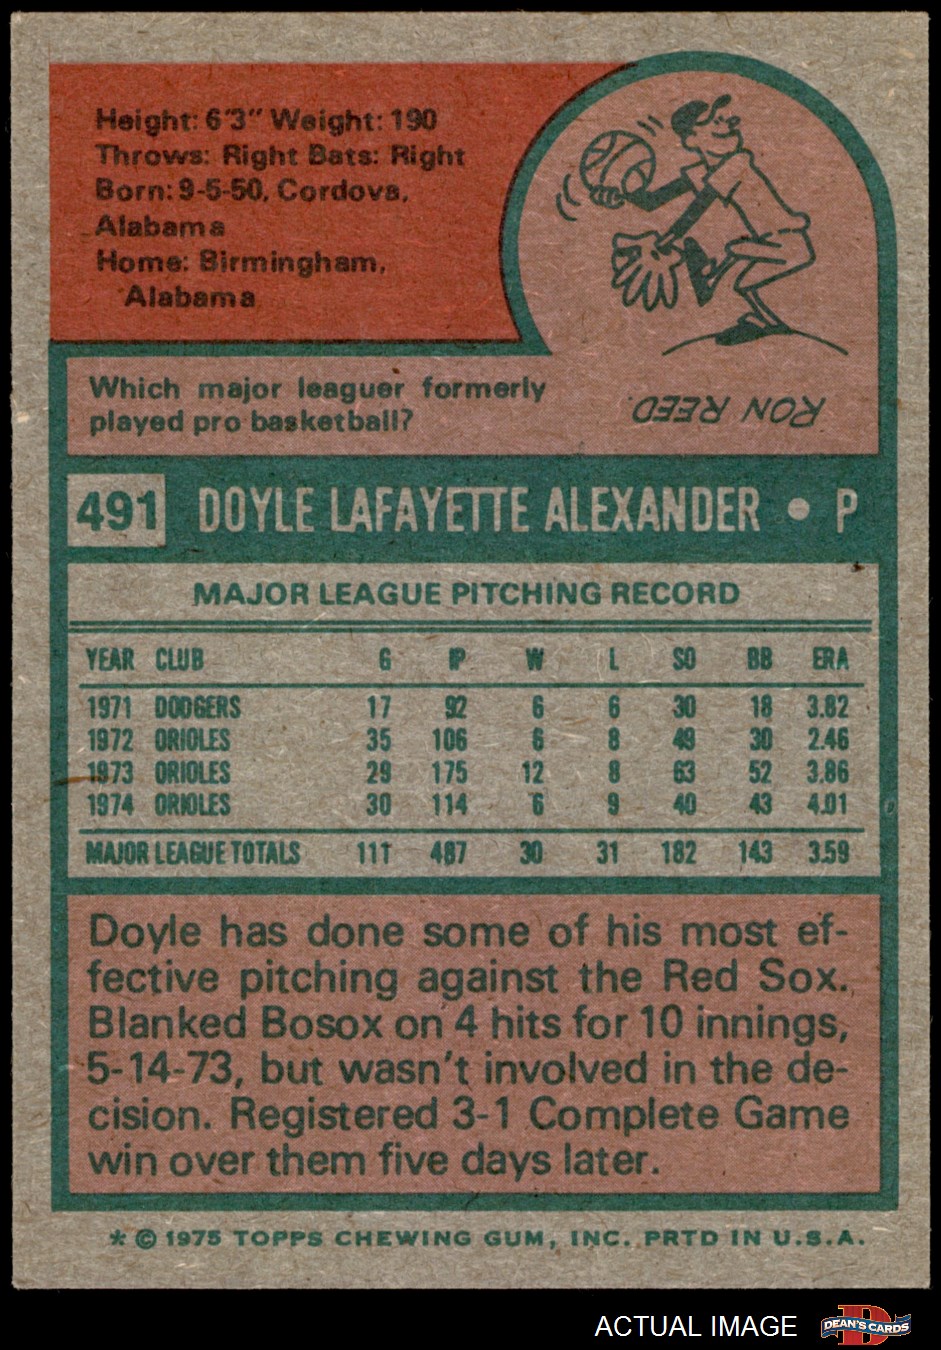 Height: 6'3" Weight: 190
Throws: Right Bats: Right
Born: 9-5-50, Cordova,
Alabama
Home: Birmingham,
Alabama
Which major leaguer formerly
played pro basketball?
RON REED
491 DOYLE LAFAYETTE ALEXANDER • P
MAJOR LEAGUE PITCHING RECORD
YEAR CLUB G IP W L SO BB ERA
1971 DODGERS 17 92 6 6 30 18 3.82
1972 ORIOLES 35 106 6 8 49 30 2.46
1973 ORIOLES 29 175 12 8 63 52 3.86
1974 ORIOLES 30 114 6 9 40 43 4.01
MAJOR LEAGUE TOTALS 111 487 30 31 182 143 3.59
Doyle has done some of his most ef-
fective pitching against the Red Sox.
Blanked Bosox on 4 hits for 10 innings,
5-14-73, but wasn't involved in the de-
cision. Registered 3-1 Complete Game
win over them five days later.
* © 1975 TOPPS CHEWING GUM, INC. PRTD IN U.S.A.
ACTUAL IMAGE
D
DEAN'S CARDS